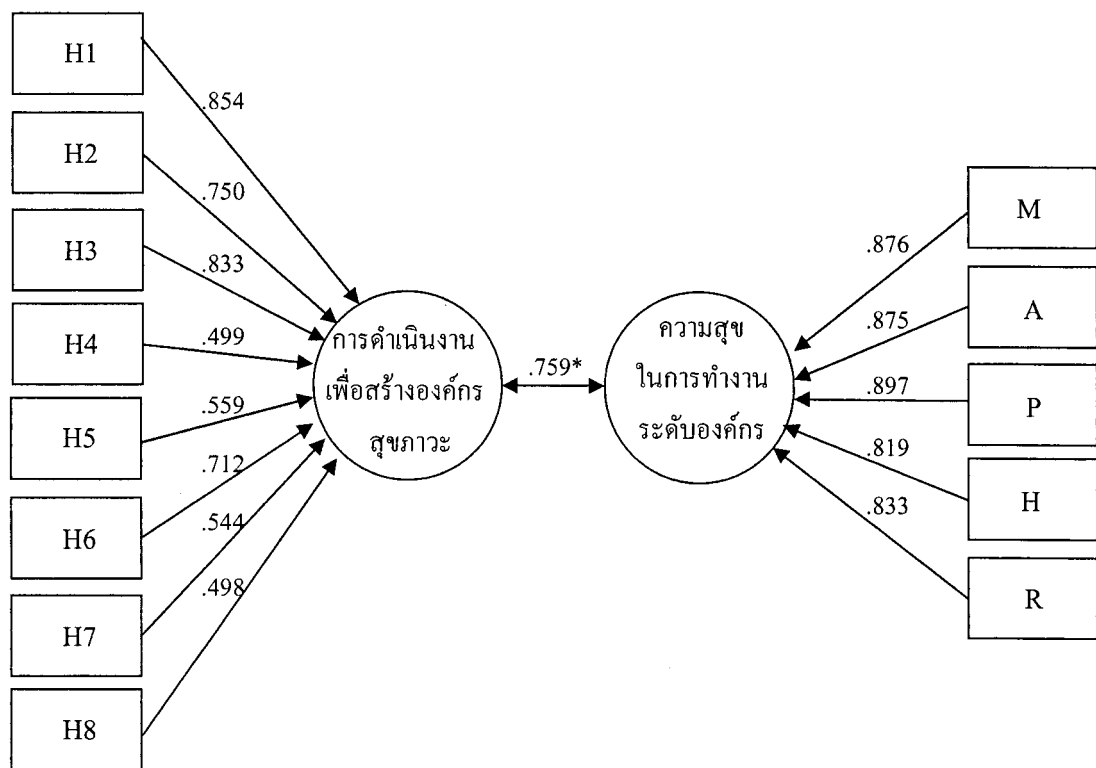 H1
H2
H3
H4
H5
H6
H7
H8
.854
.750
.833
.499
.559
.712
.544
.498
การดำเนินงาน
เพื่อสร้างองค์กร
สุขภาวะ
.759*
ความสุข
ในการทำงาน
ระดับองค์กร
.876
.875
.897
.819
.833
M
A
P
H
R